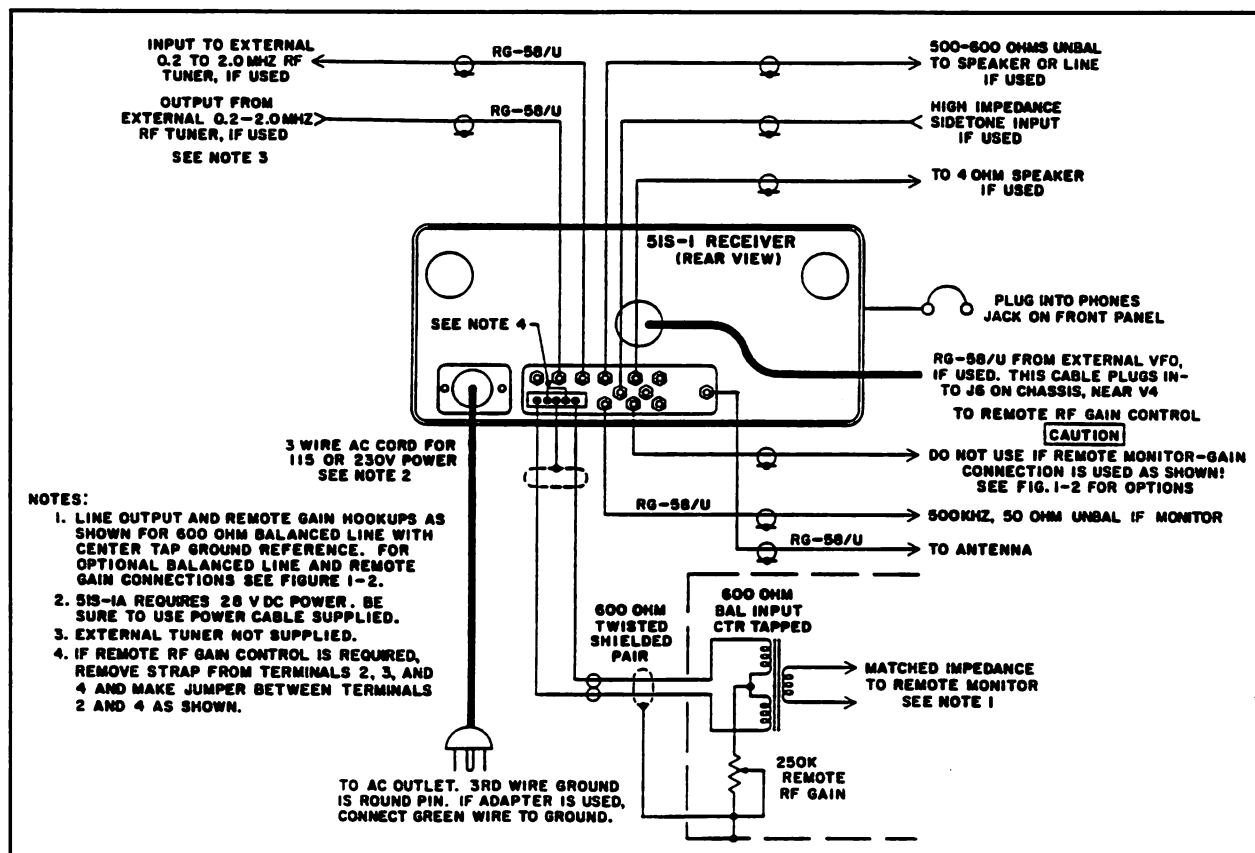 INPUT TO EXTERNAL
0.2 TO 2.0 MHZ RF
TUNER, IF USED
RG-58/U
OUTPUT FROM
EXTERNAL 0.2-2.0MHZ
RF TUNER, IF USED
SEE NOTE 3
RG-58/U
500-600 OHMS UNBAL
TO SPEAKER OR LINE
IF USED
HIGH IMPEDANCE
SIDETONE INPUT
IF USED
TO 4 OHM SPEAKER
IF USED
51S-1 RECEIVER
(REAR VIEW)
SEE NOTE 4
PLUG INTO PHONES
JACK ON FRONT PANEL
RG-58/U FROM EXTERNAL VFO,
IF USED. THIS CABLE PLUGS IN-
TO J6 ON CHASSIS, NEAR V4
TO REMOTE RF GAIN CONTROL
CAUTION
DO NOT USE IF REMOTE MONITOR-GAIN
CONNECTION IS USED AS SHOWN!
SEE FIG. 1-2 FOR OPTIONS
3 WIRE AC CORD FOR
115 OR 230V POWER
SEE NOTE 2
RG-58/U
500KHZ, 50 OHM UNBAL IF MONITOR
RG-58/U
TO ANTENNA
NOTES:
1. LINE OUTPUT AND REMOTE GAIN HOOKUPS AS
SHOWN FOR 600 OHM BALANCED LINE WITH
CENTER TAP GROUND REFERENCE. FOR
OPTIONAL BALANCED LINE AND REMOTE
GAIN CONNECTIONS SEE FIGURE 1-2.
2. 51S-1A REQUIRES 28 V DC POWER. BE
SURE TO USE POWER CABLE SUPPLIED.
3. EXTERNAL TUNER NOT SUPPLIED.
4. IF REMOTE RF GAIN CONTROL IS REQUIRED,
REMOVE STRAP FROM TERMINALS 2, 3, AND
4 AND MAKE JUMPER BETWEEN TERMINALS
2 AND 4 AS SHOWN.
600 OHM
TWISTED
SHIELDED
PAIR
600 OHM
BAL INPUT
CTR TAPPED
MATCHED IMPEDANCE
TO REMOTE MONITOR
SEE NOTE 1
250K
REMOTE
RF GAIN
TO AC OUTLET. 3RD WIRE GROUND
IS ROUND PIN. IF ADAPTER IS USED,
CONNECT GREEN WIRE TO GROUND.